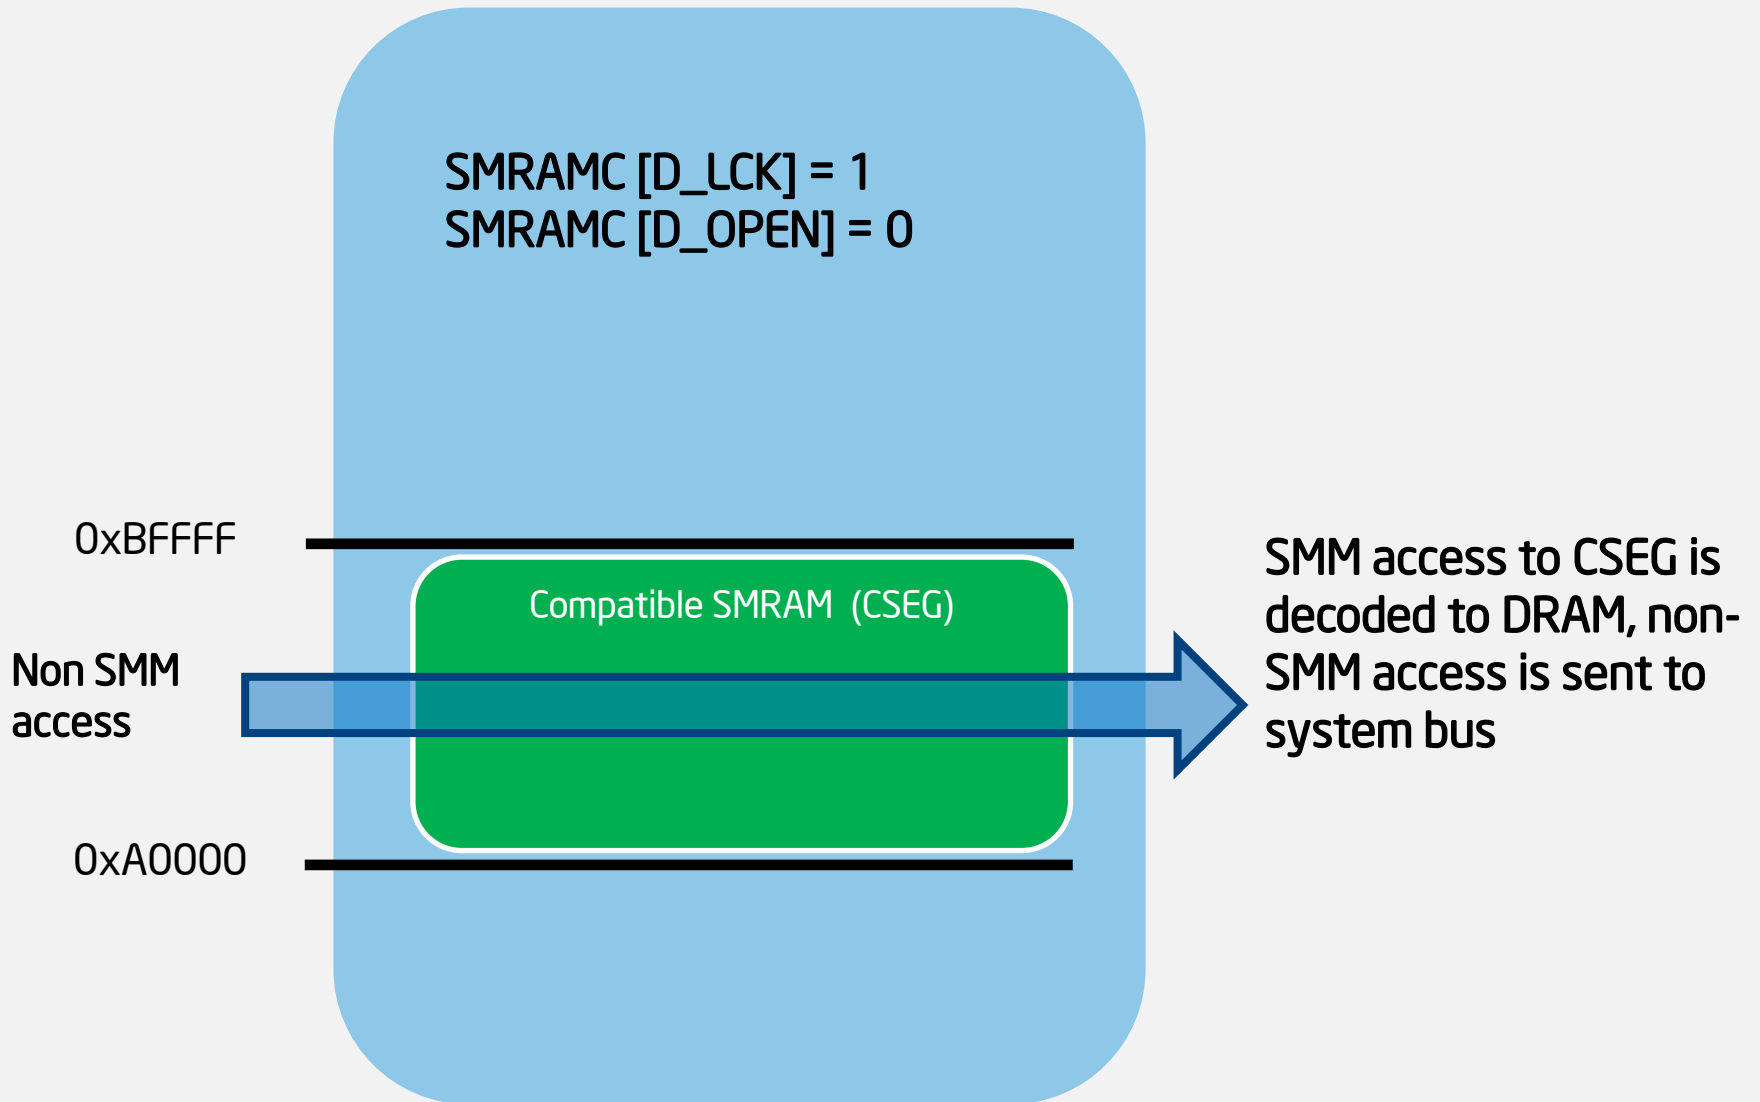 SMRAMC [D_LCK] = 1
SMRAMC [D_OPEN] = 0
0xBFFFF
Compatible SMRAM (CSEG)
Non SMM
access
SMM access to CSEG is
decoded to DRAM, non-
SMM access is sent to
system bus
0xA0000